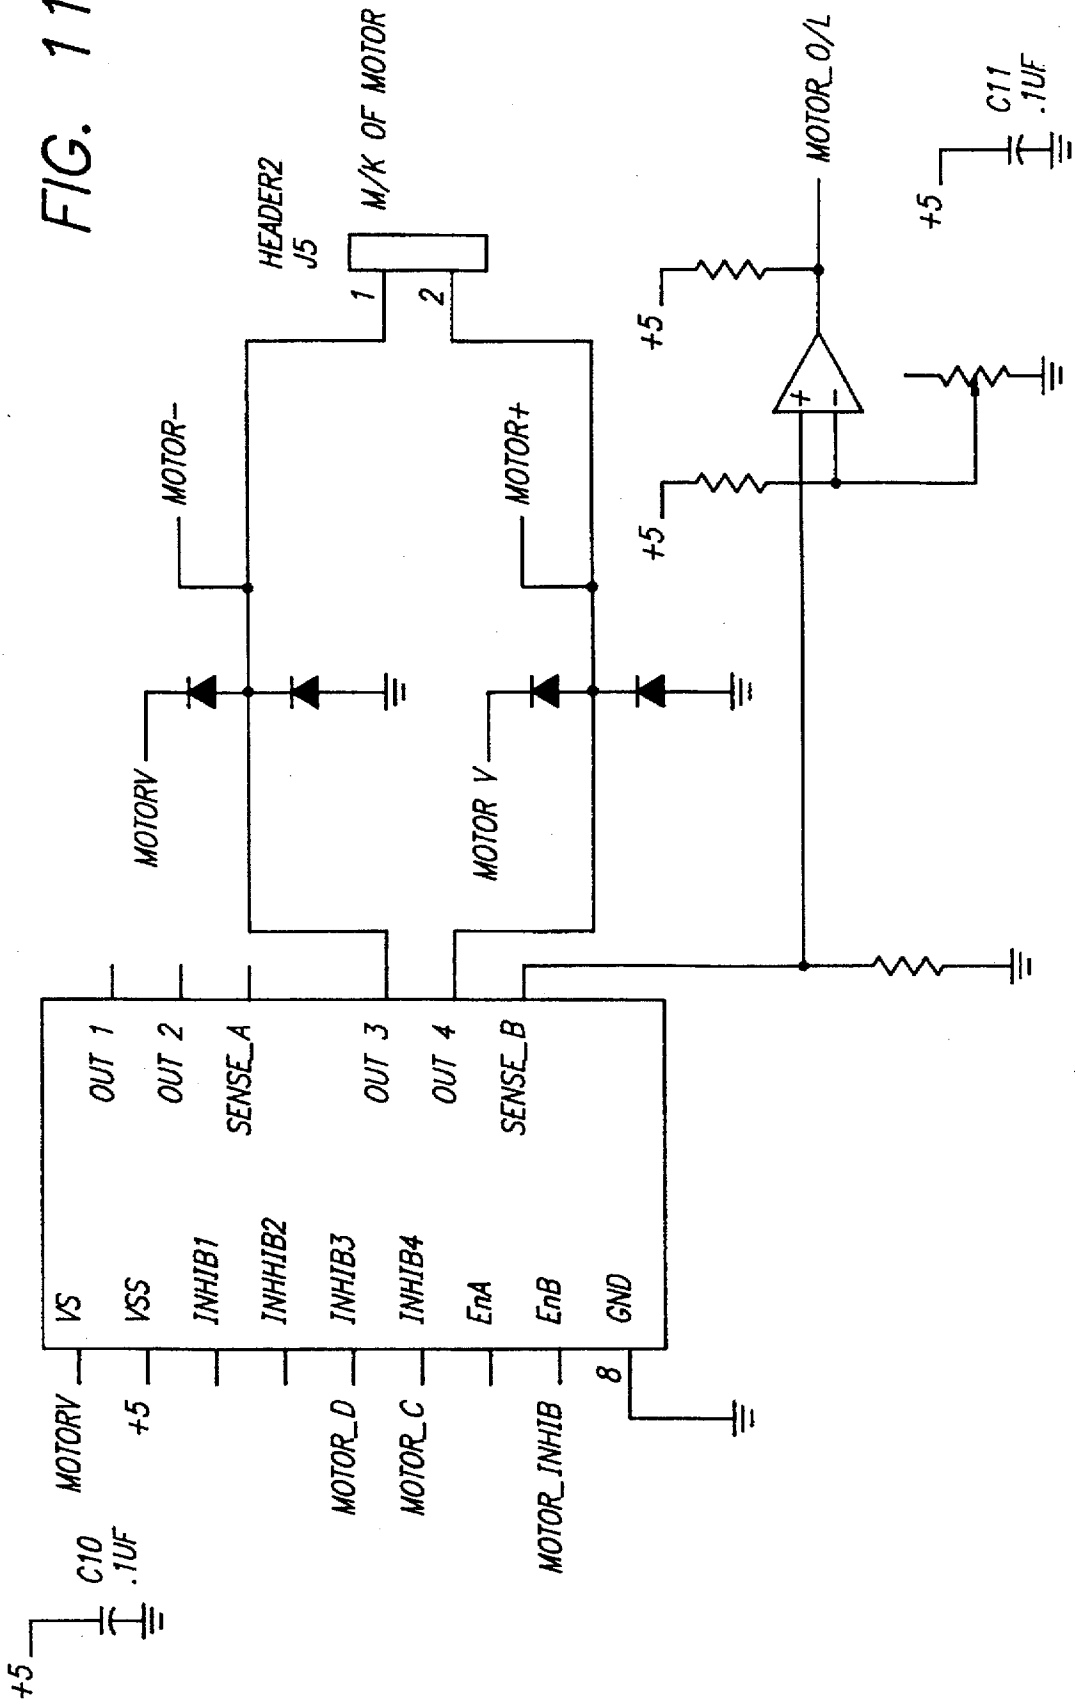 FIG. 11
+5
C10
.1UF
MOTORV
+5
MOTOR_D
MOTOR_C
MOTOR_INHIB
8
VS
VSS
INHIB1
INHHIB2
INHIB3
INHIB4
EnA
EnB
GND
OUT 1
OUT 2
SENSE_A
OUT 3
OUT 4
SENSE_B
MOTORV
MOTOR V
MOTOR-
MOTOR+
HEADER2
J5
1
2
M/K OF MOTOR
+5
+5
+
-
MOTOR_O/L
+5
C11
.1UF